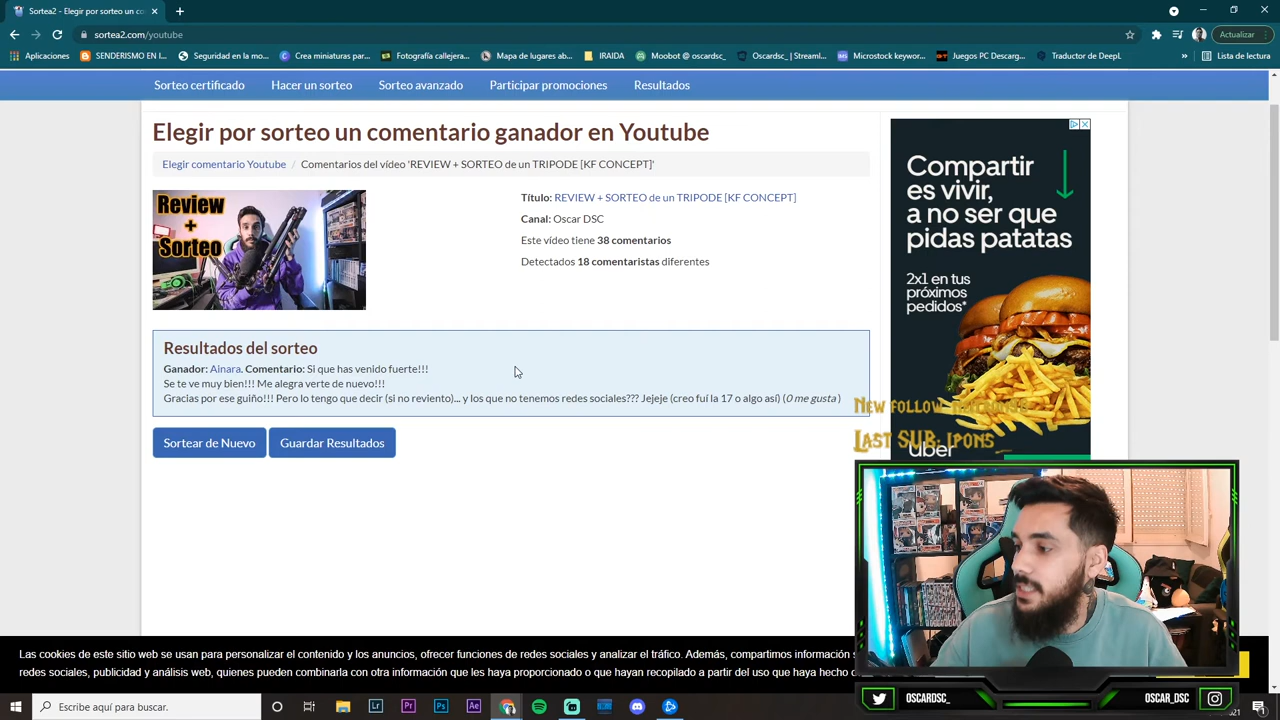 Sortea2 - Elegir por sorteo un co
sortea2.com/youtube
Actualizar
Aplicaciones
SENDERISMO EN I...
Seguridad en la mo...
Crea miniaturas par...
Fotografía callejera...
Mapa de lugares ab...
IRAIDA
Moobot @ oscardsc_
Oscardsc_ | Streaml...
Microstock keywor...
Juegos PC Descarg...
Traductor de DeepL
»
Lista de lectura
Sorteo certificado
Hacer un sorteo
Sorteo avanzado
Participar promociones
Resultados
Elegir por sorteo un comentario ganador en Youtube
Elegir comentario Youtube / Comentarios del vídeo 'REVIEW + SORTEO de un TRIPODE [KF CONCEPT]'
Review
+
Sorteo
Título: REVIEW + SORTEO de un TRIPODE [KF CONCEPT]
Canal: Oscar DSC
Este vídeo tiene 38 comentarios
Detectados 18 comentaristas diferentes
Resultados del sorteo
Ganador: Ainara. Comentario: Si que has venido fuerte!!!
Se te ve muy bien!!! Me alegra verte de nuevo!!!
Gracias por ese guiño!!! Pero lo tengo que decir (si no reviento)... y los que no tenemos redes sociales??? Jejeje (creo fuí la 17 o algo así) (0 me gusta )
Sortear de Nuevo
Guardar Resultados
Compartir
es vivir,
a no ser que
pidas patatas
2x1 en tus
próximos
pedidos*
New follow
Last SUB: ipons_
uber
Las cookies de este sitio web se usan para personalizar el contenido y los anuncios, ofrecer funciones de redes sociales y analizar el tráfico. Además, compartimos información
redes sociales, publicidad y análisis web, quienes pueden combinarla con otra información que les haya proporcionado o que hayan recopilado a partir del uso que haya hecho
OSCARDSC_
OSCAR_DSC
Escribe aquí para buscar.